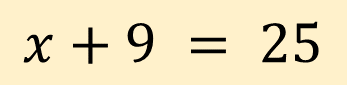 x + 9 = 25